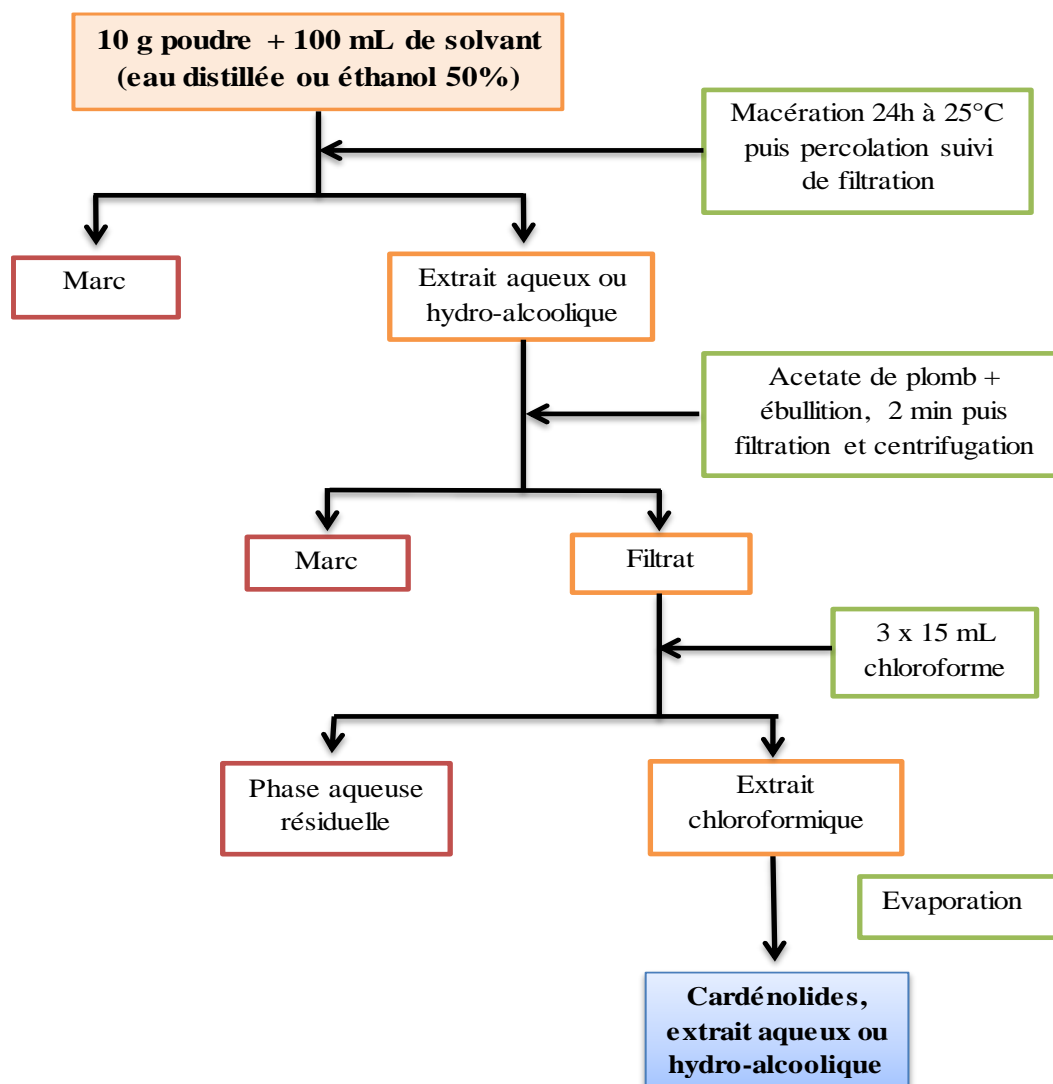 10 g poudre + 100 mL de solvant
(eau distillée ou éthanol 50%)
Macération 24h à 25°C
puis percolation suivi
de filtration
Marc
Extrait aqueux ou
hydro-alcoolique
Acetate de plomb +
ébullition, 2 min puis
filtration et centrifugation
Marc
Filtrat
3 x 15 mL
chloroforme
Phase aqueuse
résiduelle
Extrait
chloroformique
Evaporation
Cardénolides,
extrait aqueux ou
hydro-alcoolique